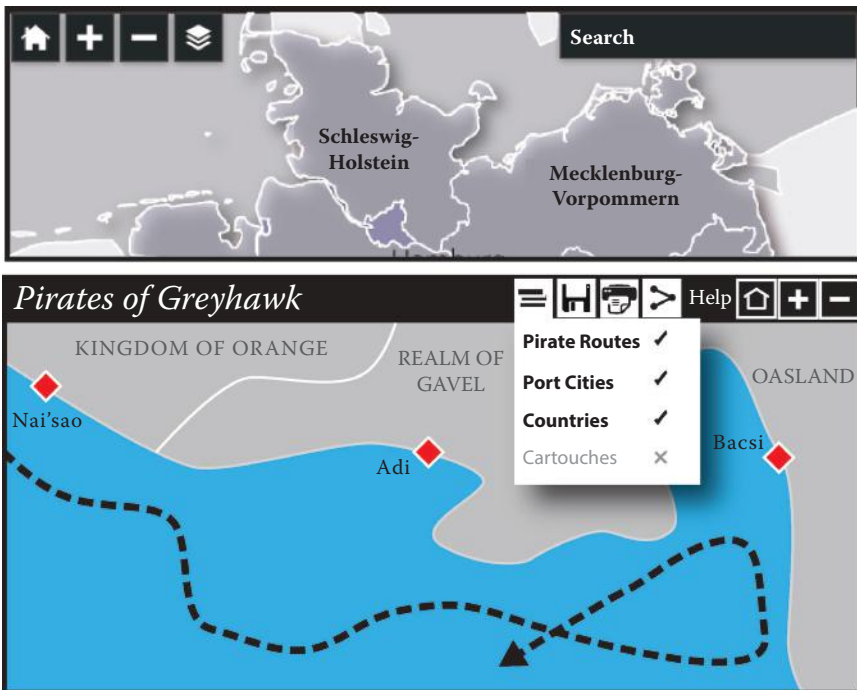 Search
Schleswig-
Holstein
Mecklenburg-
Vorpommern
Pirates of Greyhawk
Help
Pirate Routes
Port Cities
Countries
Cartouches
KINGDOM OF ORANGE
REALM OF
GAVEL
OASLAND
Nai'sao
Adi
Bacsi